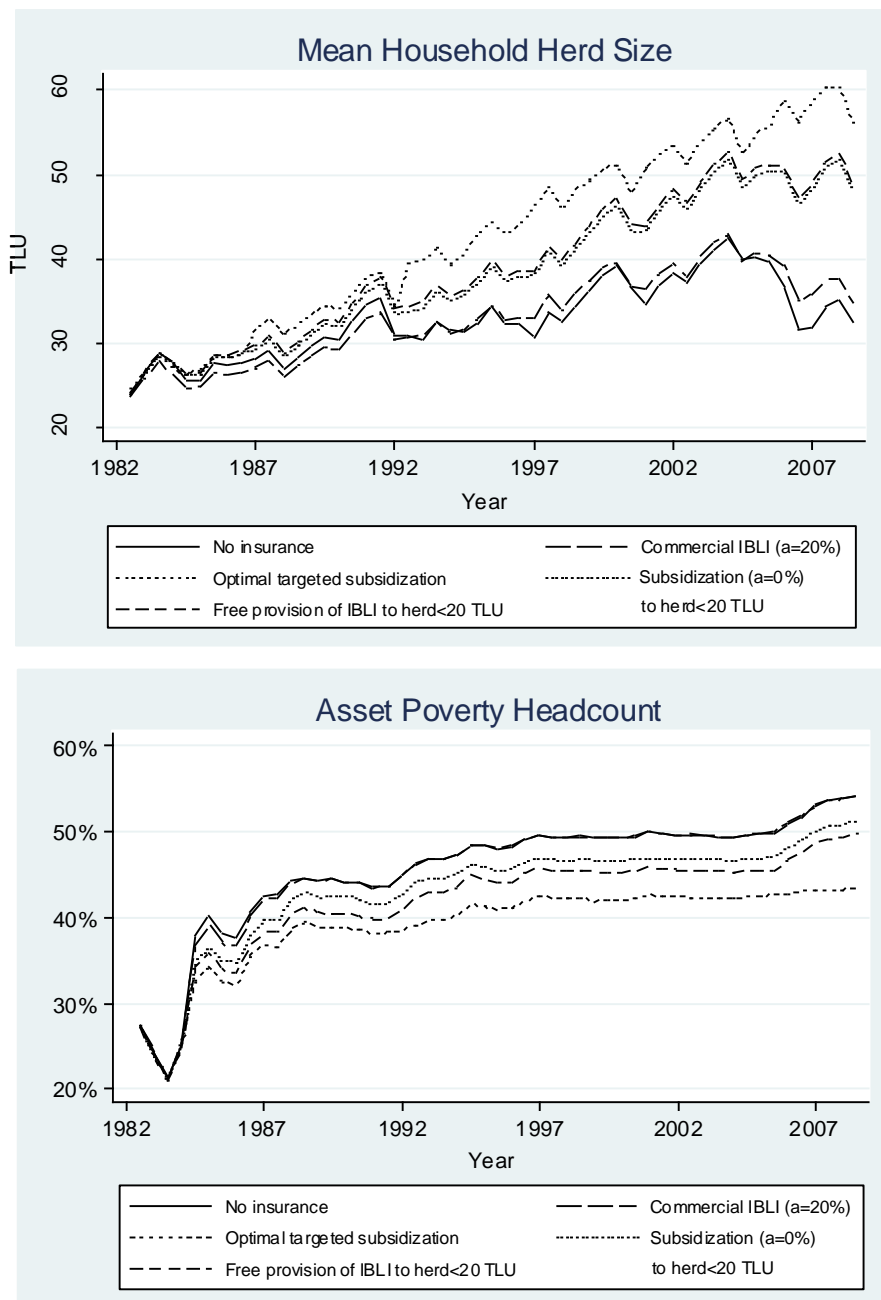 Mean Household Herd Size
60
50
40
30
20
TLU
1982 1987 1992 1997 2002 2007
Year
No insurance
Commercial IBLI (a=20%)
Optimal targeted subsidization
Subsidization (a=0%)
Free provision of IBLI to herd<20 TLU
to herd<20 TLU
Asset Poverty Headcount
60%
50%
40%
30%
20%
1982 1987 1992 1997 2002 2007
Year
No insurance
Commercial IBLI (a=20%)
Optimal targeted subsidization
Subsidization (a=0%)
Free provision of IBLI to herd<20 TLU
to herd<20 TLU